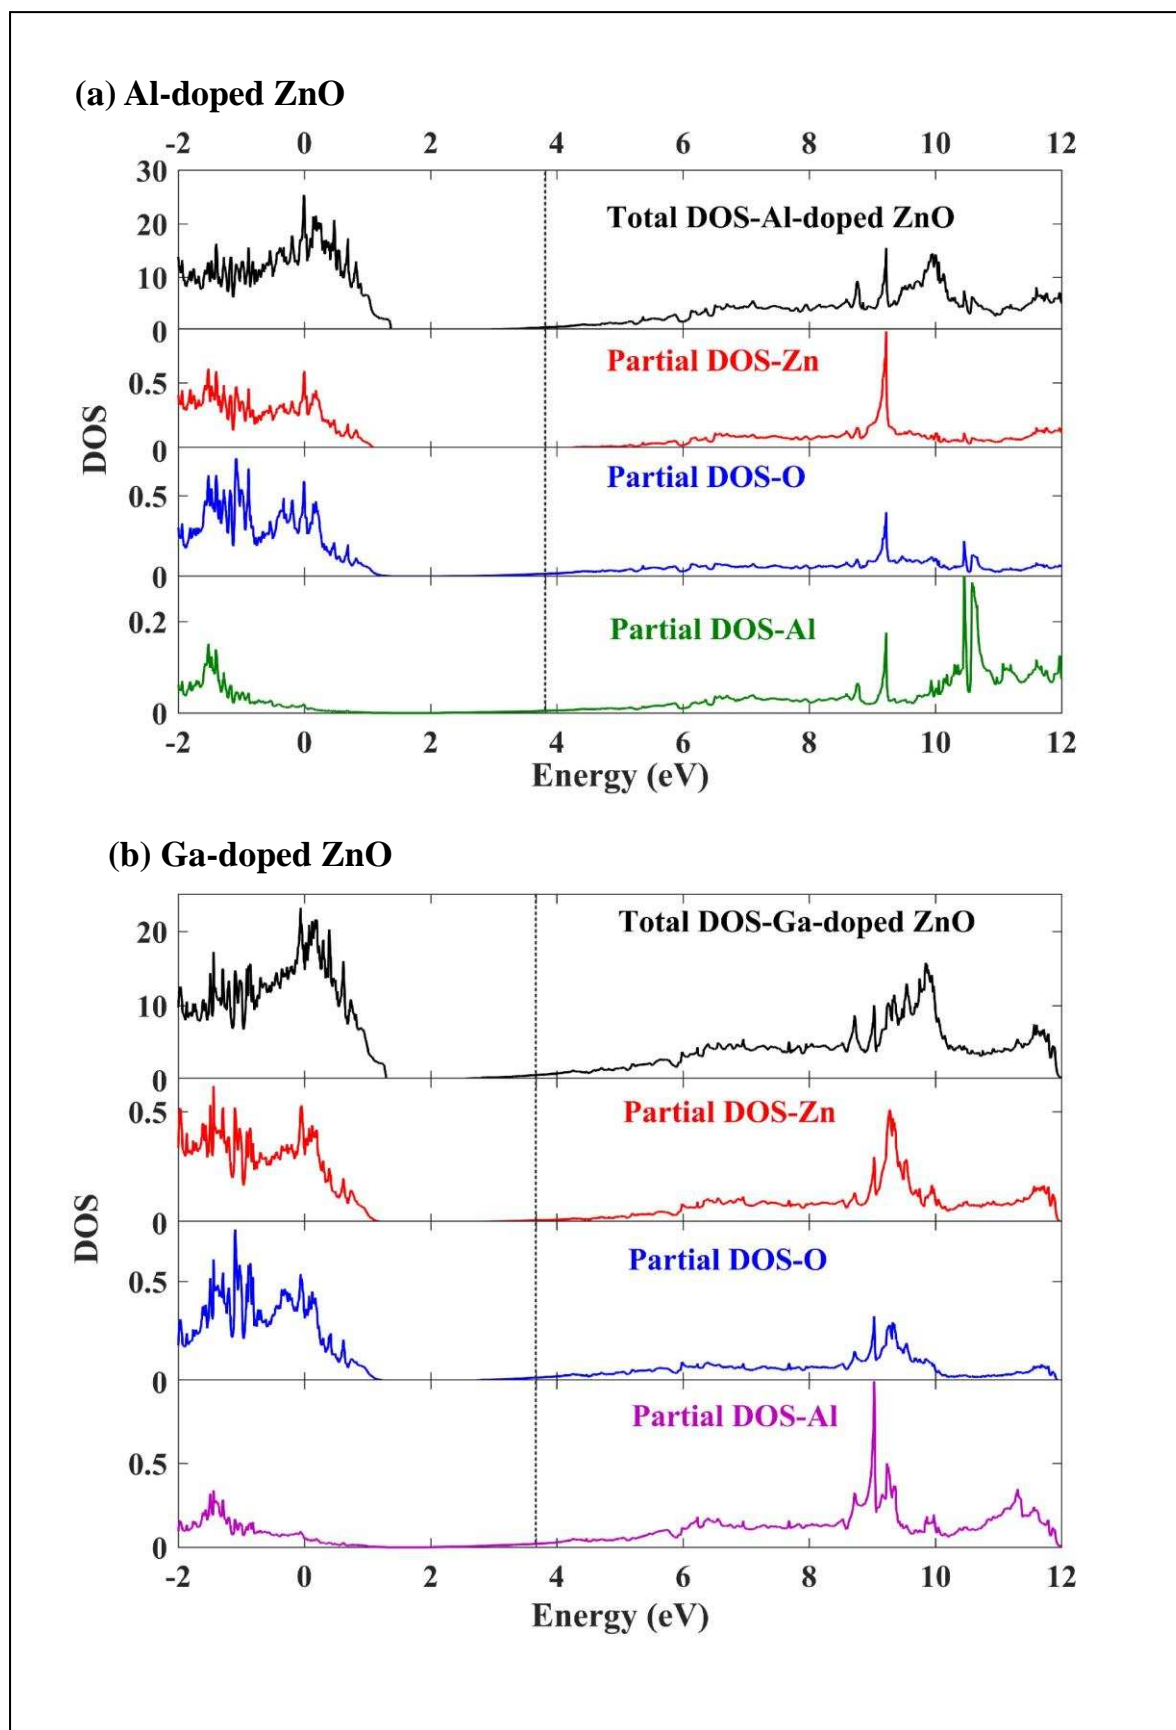 (a) Al-doped ZnO
-2 0 2 4 6 8 10 12
30
Total DOS-Al-doped ZnO
20
10
0
Partial DOS-Zn
0.5
0
DOS
Partial DOS-O
0.5
0
Partial DOS-Al
0.2
0
-2 0 2 4 6 8 10 12
Energy (eV)
(b) Ga-doped ZnO
Total DOS-Ga-doped ZnO
20
10
0
Partial DOS-Zn
0.5
0
DOS
Partial DOS-O
0.5
0
Partial DOS-Al
0.5
0
-2 0 2 4 6 8 10 12
Energy (eV)